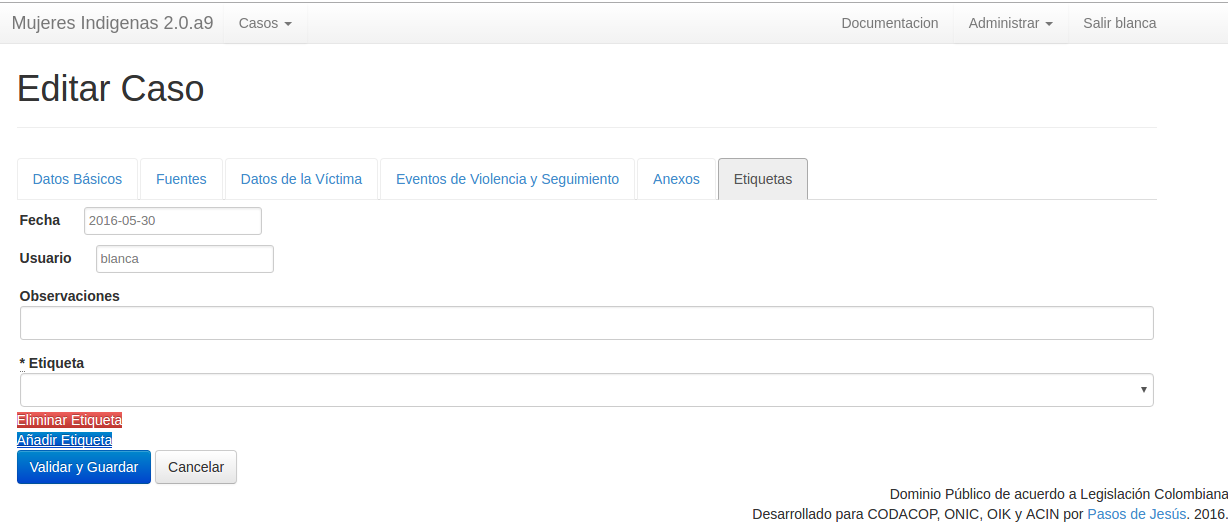 Mujeres Indigenas 2.0.a9 Casos Documentacion Administrar Salir blanca
Editar Caso
Datos Básicos Fuentes Datos de la Víctima Eventos de Violencia y Seguimiento Anexos Etiquetas
Fecha 2016-05-30
Usuario blanca
Observaciones
* Etiqueta
Eliminar Etiqueta
Añadir Etiqueta
Validar y Guardar Cancelar
Dominio Público de acuerdo a Legislación Colombiana
Desarrollado para CODACOP, ONIC, OIK y ACIN por Pasos de Jesús. 2016.